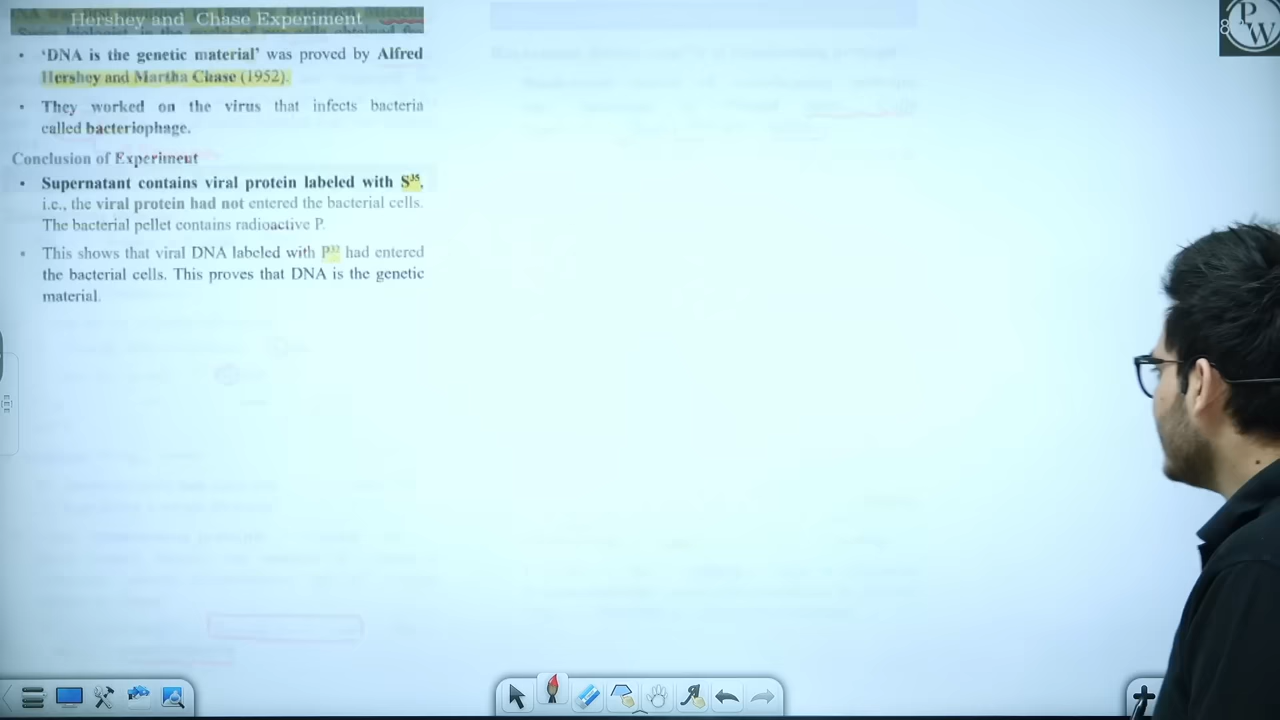 Hershey and Chase Experiment
• 'DNA is the genetic material' was proved by Alfred
Hershey and Martha Chase (1952).
• They worked on the virus that infects bacteria
called bacteriophage.
Conclusion of Experiment
• Supernatant contains viral protein labeled with S³⁵,
i.e., the viral protein had not entered the bacterial cells.
The bacterial pellet contains radioactive P.
• This shows that viral DNA labeled with P³² had entered
the bacterial cells. This proves that DNA is the genetic
material.
P
W